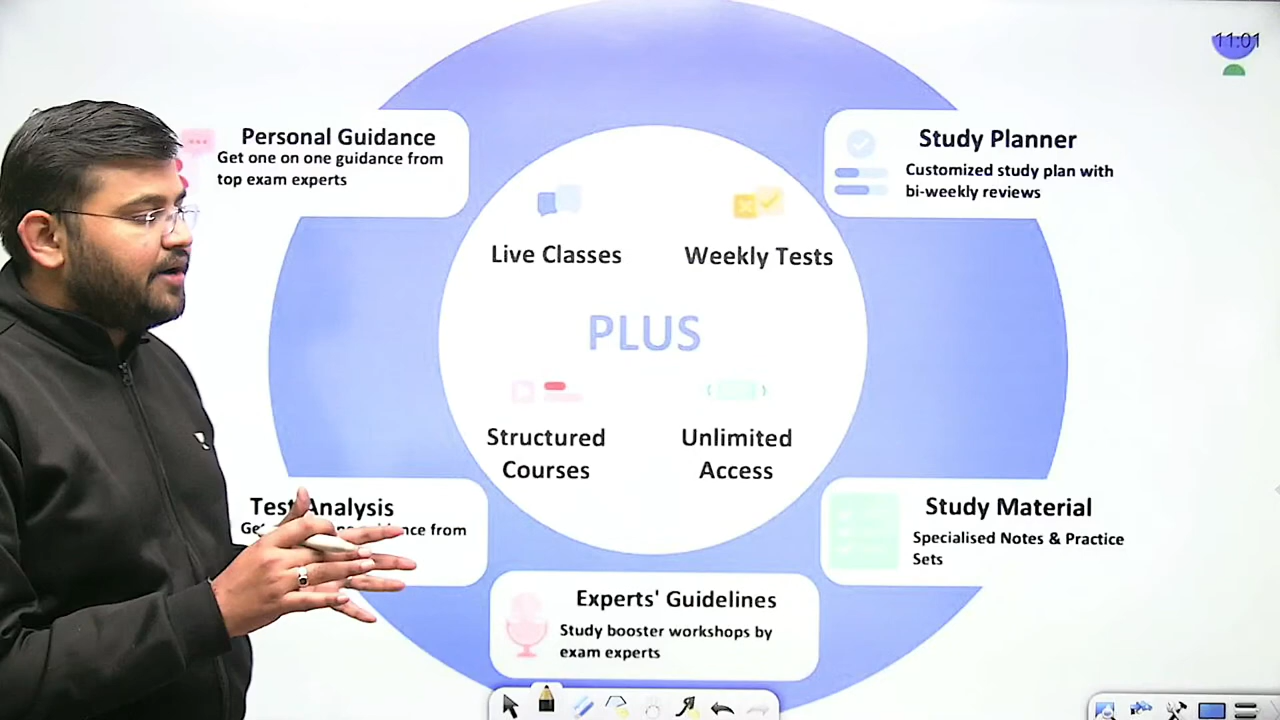 11:01
Personal Guidance
Get one on one guidance from
top exam experts
Study Planner
Customized study plan with
bi-weekly reviews
Live Classes
Weekly Tests
PLUS
Structured
Courses
Unlimited
Access
Test Analysis
from
Study Material
Specialised Notes & Practice
Sets
Experts' Guidelines
Study booster workshops by
exam experts